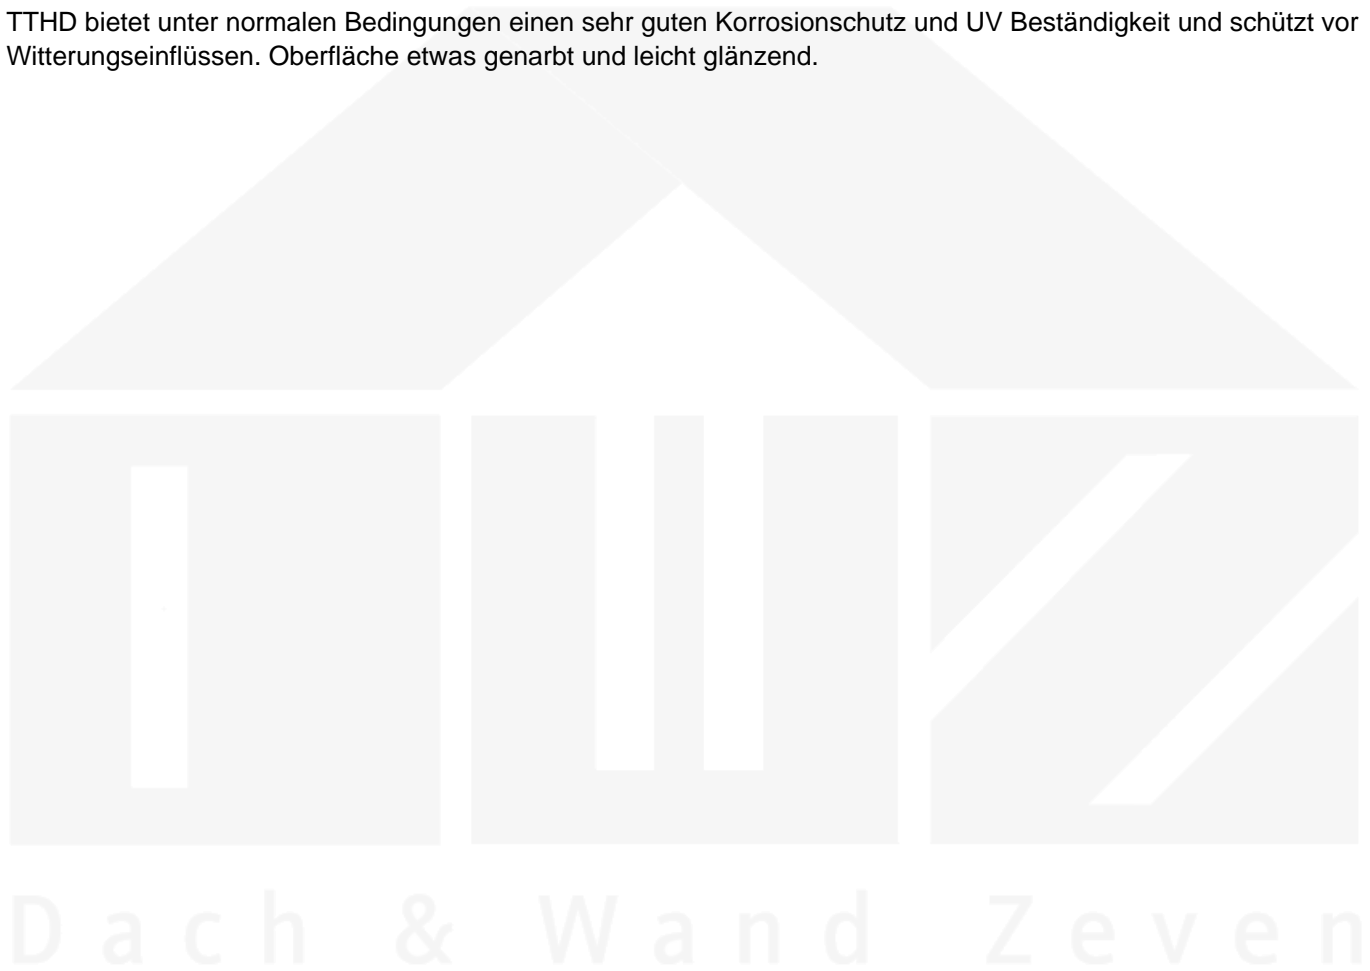 TTHD bietet unter normalen Bedingungen einen sehr guten Korrosionschutz und UV Beständigkeit und schützt vor
Witterungseinflüssen. Oberfläche etwas genarbt und leicht glänzend.
Dach & Wand Zeven